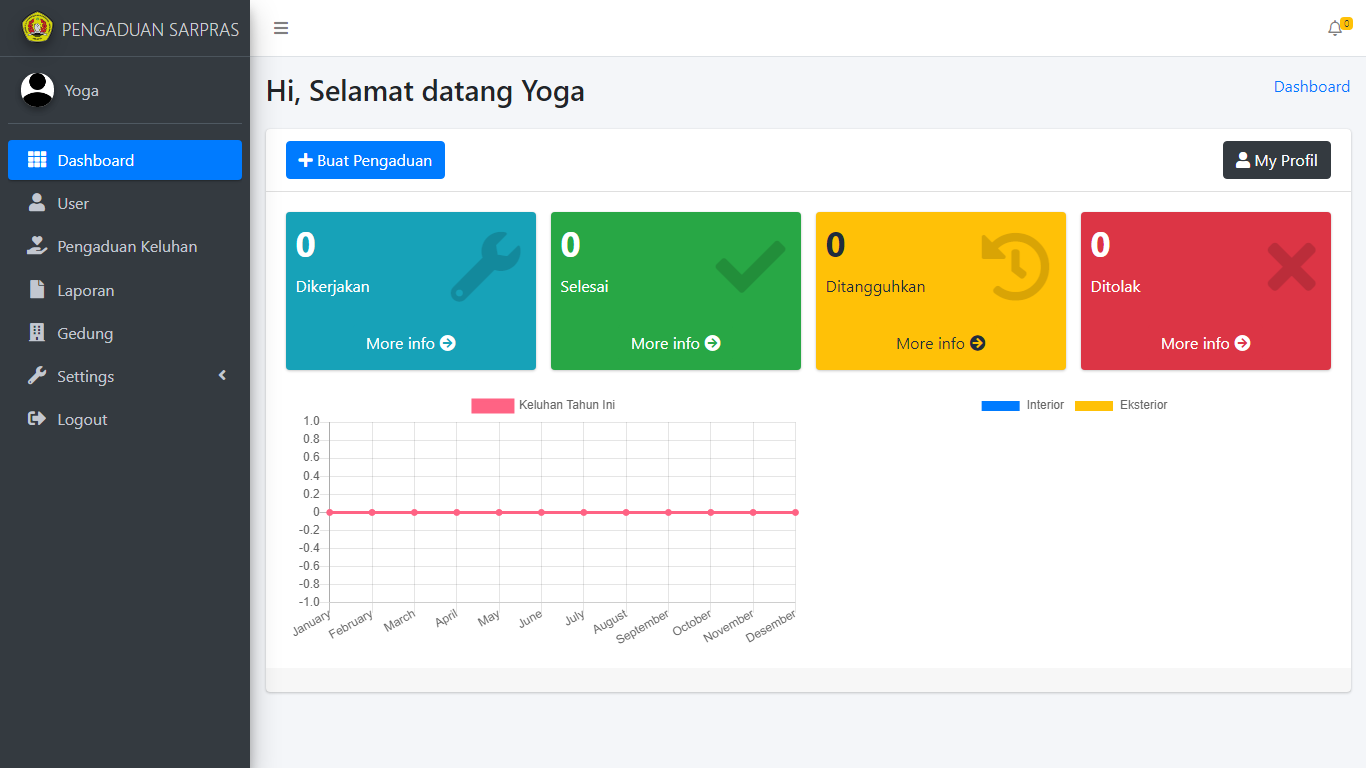 PENGADUAN SARPRAS
0
Yoga
Hi, Selamat datang Yoga
Dashboard
Dashboard
User
Pengaduan Keluhan
Laporan
Gedung
Settings
Logout
Buat Pengaduan
My Profil
0
Dikerjakan
More info
0
Selesai
More info
0
Ditangguhkan
More info
0
Ditolak
More info
Keluhan Tahun Ini
1.0
0.8
0.6
0.4
0.2
0
-0.2
-0.4
-0.6
-0.8
-1.0
January
February
March
April
May
June
July
August
September
October
November
Desember
Interior
Eksterior